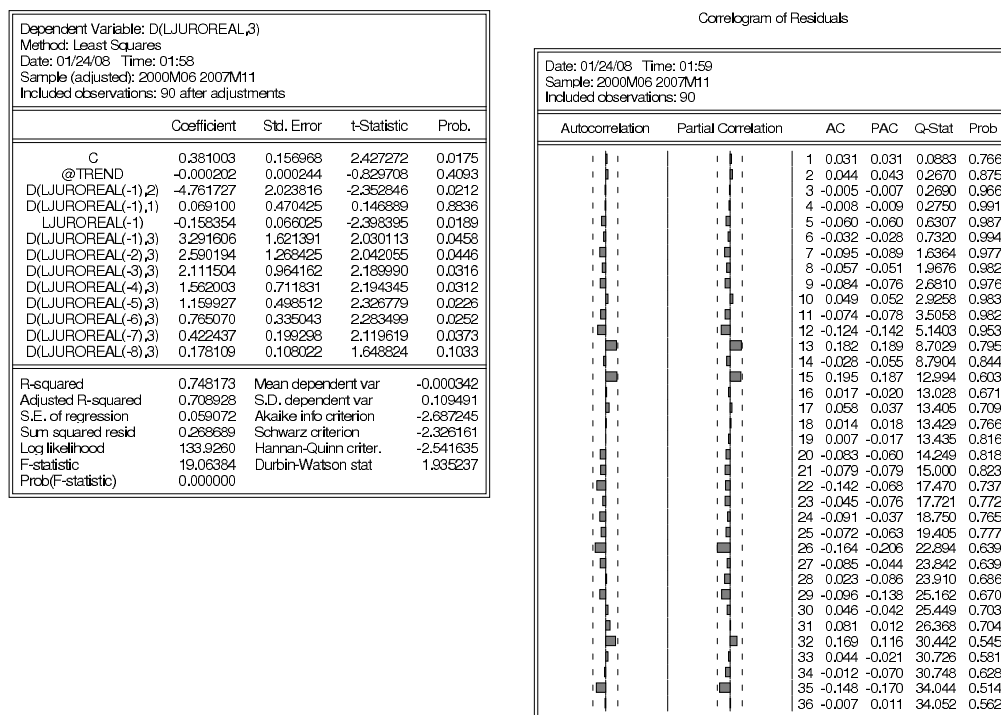 Dependent Variable: D(LJUROREAL,3)
Method: Least Squares
Date: 01/24/08 Time: 01:58
Sample (adjusted): 2000M06 2007M11
Included observations: 90 after adjustments
Coefficient Std. Error t-Statistic Prob.
C 0.381003 0.156968 2.427272 0.0175
@TREND -0.000202 0.000244 -0.829708 0.4093
D(LJUROREAL(-1),2) -4.761727 2.023816 -2.352846 0.0212
D(LJUROREAL(-1),1) 0.069100 0.470425 0.146889 0.8836
LJUROREAL(-1) -0.158354 0.066025 -2.398395 0.0189
D(LJUROREAL(-1),3) 3.291606 1.621391 2.030113 0.0458
D(LJUROREAL(-2),3) 2.590194 1.268425 2.042055 0.0446
D(LJUROREAL(-3),3) 2.111504 0.964162 2.189990 0.0316
D(LJUROREAL(-4),3) 1.562003 0.711831 2.194345 0.0312
D(LJUROREAL(-5),3) 1.159927 0.498512 2.326779 0.0226
D(LJUROREAL(-6),3) 0.765070 0.335043 2.283499 0.0252
D(LJUROREAL(-7),3) 0.422437 0.199298 2.119619 0.0373
D(LJUROREAL(-8),3) 0.178109 0.108022 1.648824 0.1033
R-squared 0.748173 Mean dependent var -0.000342
Adjusted R-squared 0.708928 S.D. dependent var 0.109491
S.E. of regression 0.059072 Akaike info criterion -2.687245
Sum squared resid 0.268689 Schwarz criterion -2.326161
Log likelihood 133.9260 Hannan-Quinn criter. -2.541635
F-statistic 19.06384 Durbin-Watson stat 1.935237
Prob(F-statistic) 0.000000
Correlogram of Residuals
Date: 01/24/08 Time: 01:59
Sample: 2000M06 2007M11
Included observations: 90
Autocorrelation Partial Correlation AC PAC Q-Stat Prob
1 0.031 0.031 0.0883 0.766
2 0.044 0.043 0.2670 0.875
3 -0.005 -0.007 0.2690 0.966
4 -0.008 -0.009 0.2750 0.991
5 -0.060 -0.060 0.6307 0.987
6 -0.032 -0.028 0.7320 0.994
7 -0.095 -0.089 1.6364 0.977
8 -0.057 -0.051 1.9676 0.982
9 -0.084 -0.076 2.6810 0.976
10 0.049 0.052 2.9258 0.983
11 -0.074 -0.078 3.5058 0.982
12 -0.124 -0.142 5.1403 0.953
13 0.182 0.189 8.7029 0.795
14 -0.028 -0.055 8.7904 0.844
15 0.195 0.187 12.994 0.603
16 0.017 -0.020 13.028 0.671
17 0.058 0.037 13.405 0.709
18 0.014 0.018 13.429 0.766
19 0.007 -0.017 13.435 0.816
20 -0.083 -0.060 14.249 0.818
21 -0.079 -0.079 15.000 0.823
22 -0.142 -0.068 17.470 0.737
23 -0.045 -0.076 17.721 0.772
24 -0.091 -0.037 18.750 0.765
25 -0.072 -0.063 19.405 0.777
26 -0.164 -0.206 22.894 0.639
27 -0.085 -0.044 23.842 0.639
28 0.023 -0.086 23.910 0.686
29 -0.096 -0.138 25.162 0.670
30 0.046 -0.042 25.449 0.703
31 0.081 0.012 26.368 0.704
32 0.169 0.116 30.442 0.545
33 0.044 -0.021 30.726 0.581
34 -0.012 -0.070 30.748 0.628
35 -0.148 -0.170 34.044 0.514
36 -0.007 0.011 34.052 0.562